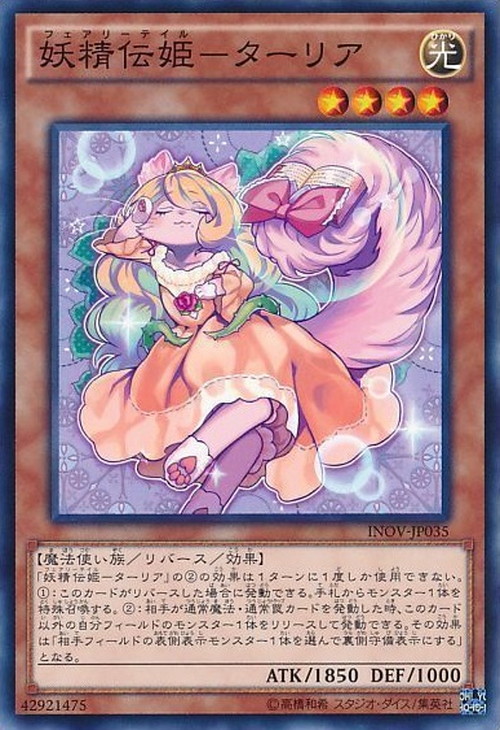 フェアリーテイル
妖精伝姫－ターリア
ひかり
光
INOV-JP035
【魔法使い族／リバース／効果】
「妖精伝姫－ターリア」の②の効果は１ターンに１度しか使用できない。
①：このカードがリバースした場合に発動できる。手札からモンスター１体を
特殊召喚する。②：相手が通常魔法・通常罠カードを発動した時、このカード
以外の自分フィールドのモンスター１体をリリースして発動できる。その効果
は「相手フィールドの表側表示モンスター１体を選んで裏側守備表示にする」
となる。
ATK/1850 DEF/1000
42921475
©高橋和希 スタジオ・ダイス/集英社